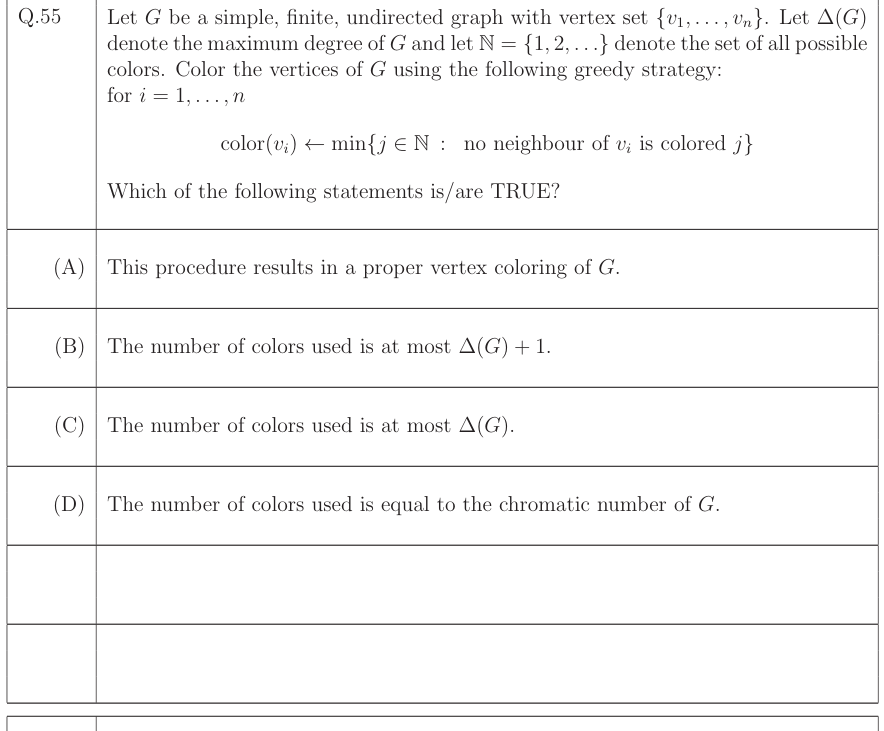 Q.55
Let G be a simple, finite, undirected graph with vertex set {v₁, . . . , vₙ}. Let Δ(G)
denote the maximum degree of G and let ℕ = {1, 2, . . .} denote the set of all possible
colors. Color the vertices of G using the following greedy strategy:
for i = 1, . . . , n
color(vᵢ) ← min{j ∈ ℕ : no neighbour of vᵢ is colored j}
Which of the following statements is/are TRUE?
(A) This procedure results in a proper vertex coloring of G.
(B) The number of colors used is at most Δ(G) + 1.
(C) The number of colors used is at most Δ(G).
(D) The number of colors used is equal to the chromatic number of G.